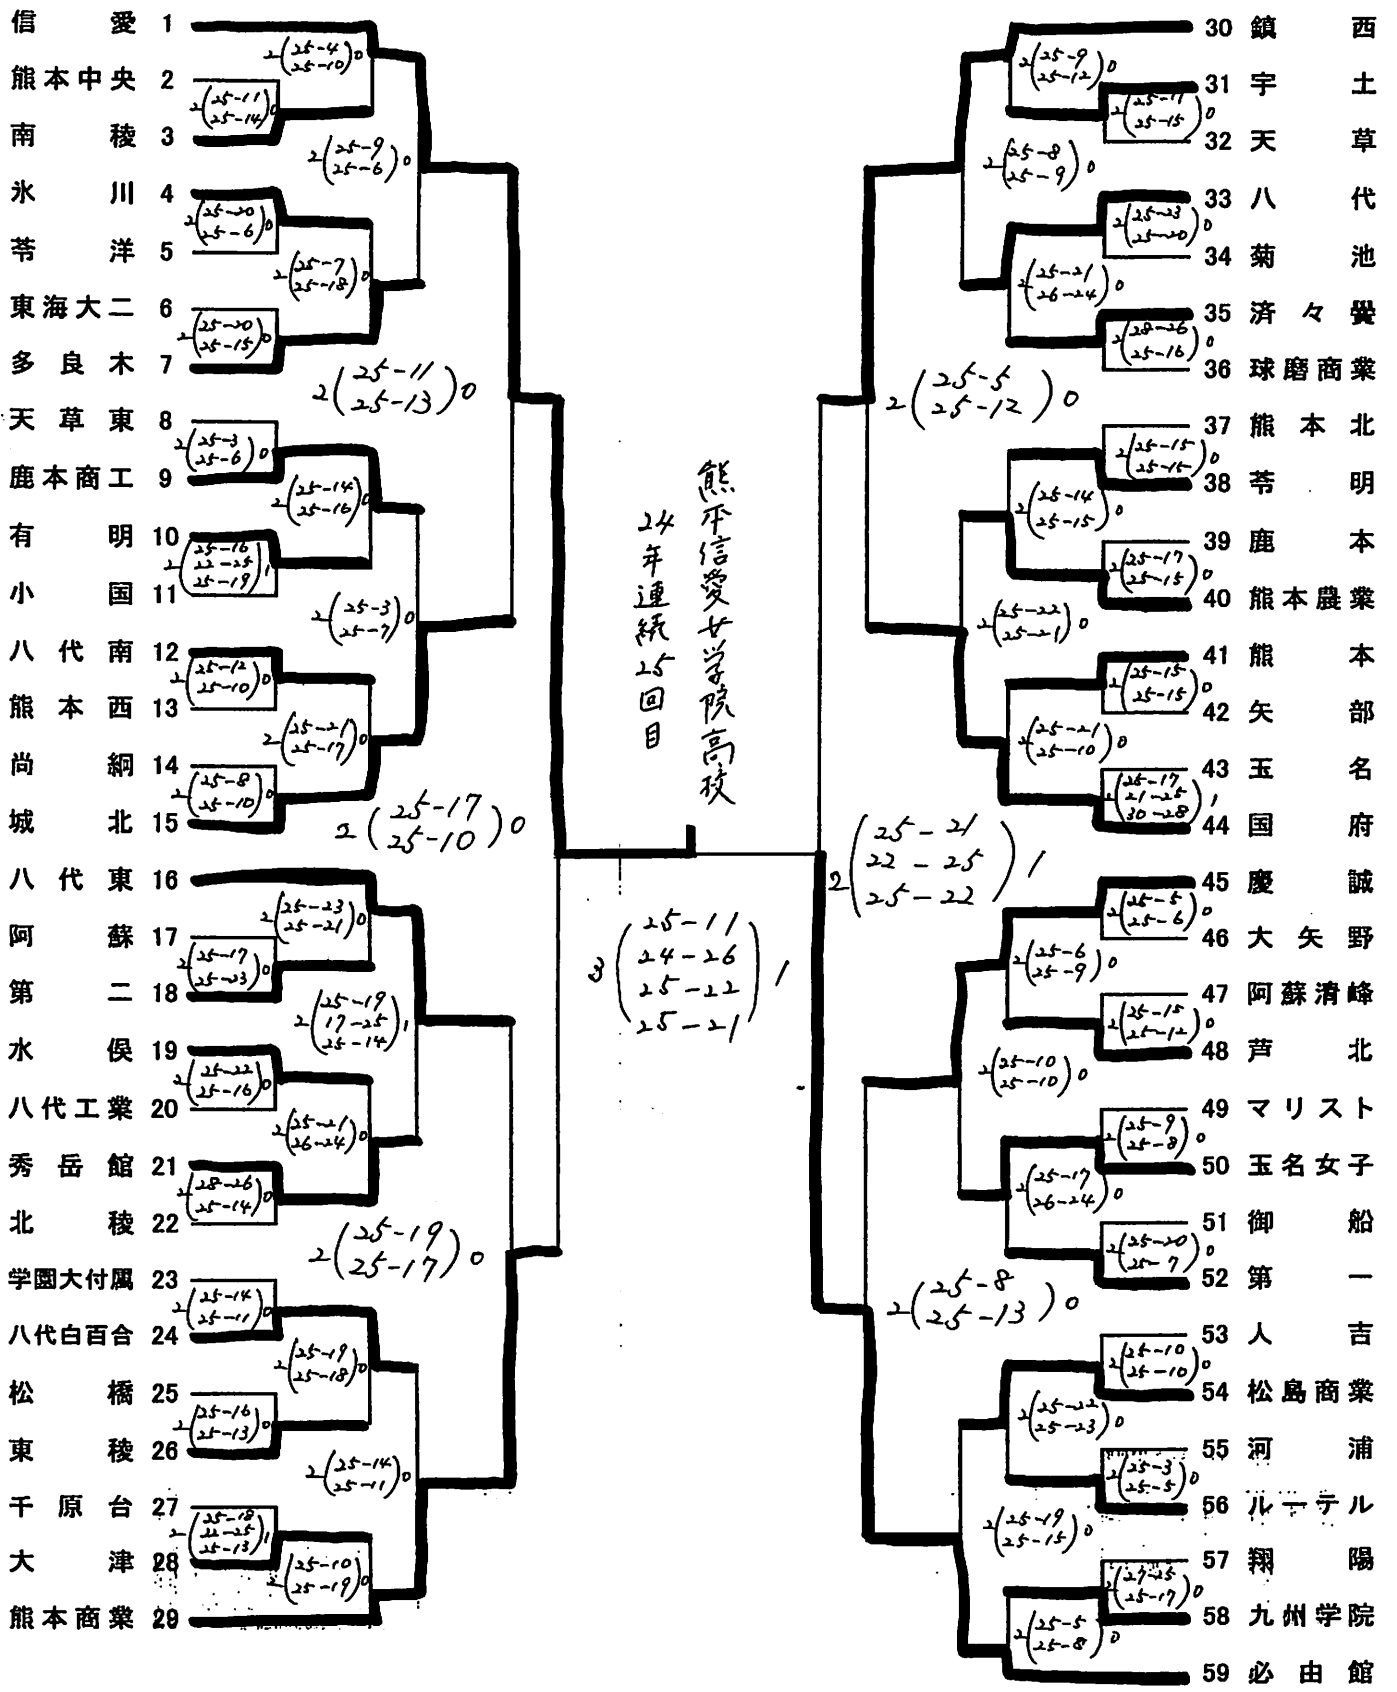 信愛 1
熊本中央 2
南稜 3
氷川 4
苓洋 5
東海大二 6
多良木 7
天草東 8
鹿本商工 9
有明 10
小国 11
八代南 12
熊本西 13
尚絅 14
城北 15
八代東 16
阿蘇 17
第二 18
水俣 19
八代工業 20
秀岳館 21
北稜 22
学園大付属 23
八代白百合 24
松橋 25
東稜 26
千原台 27
大津 28
熊本商業 29
2(25-4 25-10)0
2(25-11 25-14)0
2(25-9 25-6)0
2(25-20 25-6)0
2(25-7 25-18)0
2(25-20 25-15)0
2(25-11 25-13)0
2(25-3 25-6)0
2(25-14 25-16)0
2(25-16 22-25 25-19)1
2(25-3 25-7)0
2(25-12 25-10)0
2(25-21 25-17)0
2(25-8 25-10)0
2(25-17 25-10)0
2(25-23 25-21)0
2(25-17 25-23)0
2(25-19 17-25 25-14)1
2(25-22 25-16)0
2(25-21 26-24)0
2(28-26 25-14)0
2(25-19 25-17)0
2(25-14 25-11)0
2(25-19 25-18)0
2(25-16 25-13)0
2(25-14 25-11)0
2(25-18 22-25 25-13)1
2(25-10 25-19)0
熊本信愛女学院高校
24年連続25回目
3(25-11 24-26 25-22 25-21)1
30 鎮西
31 宇土
32 天草
33 八代
34 菊池
35 済々黌
36 球磨商業
37 熊本北
38 苓明
39 鹿本
40 熊本農業
41 熊本
42 矢部
43 玉名
44 国府
45 慶誠
46 大矢野
47 阿蘇清峰
48 芦北
49 マリスト
50 玉名女子
51 御船
52 第一
53 人吉
54 松島商業
55 河浦
56 ルーテル
57 翔陽
58 九州学院
59 必由館
2(25-9 25-12)0
2(25-11 25-15)0
2(25-8 25-9)0
2(25-23 25-20)0
2(25-21 26-24)0
2(28-26 25-16)0
2(25-5 25-12)0
2(25-15 25-15)0
2(25-14 25-15)0
2(25-17 25-15)0
2(25-22 25-21)0
2(25-15 25-15)0
2(25-21 25-10)0
2(25-17 21-25 30-28)1
2(25-21 22-25 25-22)1
2(25-5 25-6)0
2(25-6 25-9)0
2(25-15 25-12)0
2(25-10 25-10)0
2(25-9 25-8)0
2(25-17 26-24)0
2(25-20 25-7)0
2(25-8 25-13)0
2(25-10 25-10)0
2(25-22 25-23)0
2(25-3 25-5)0
2(25-19 25-15)0
2(27-25 25-17)0
2(25-5 25-8)0